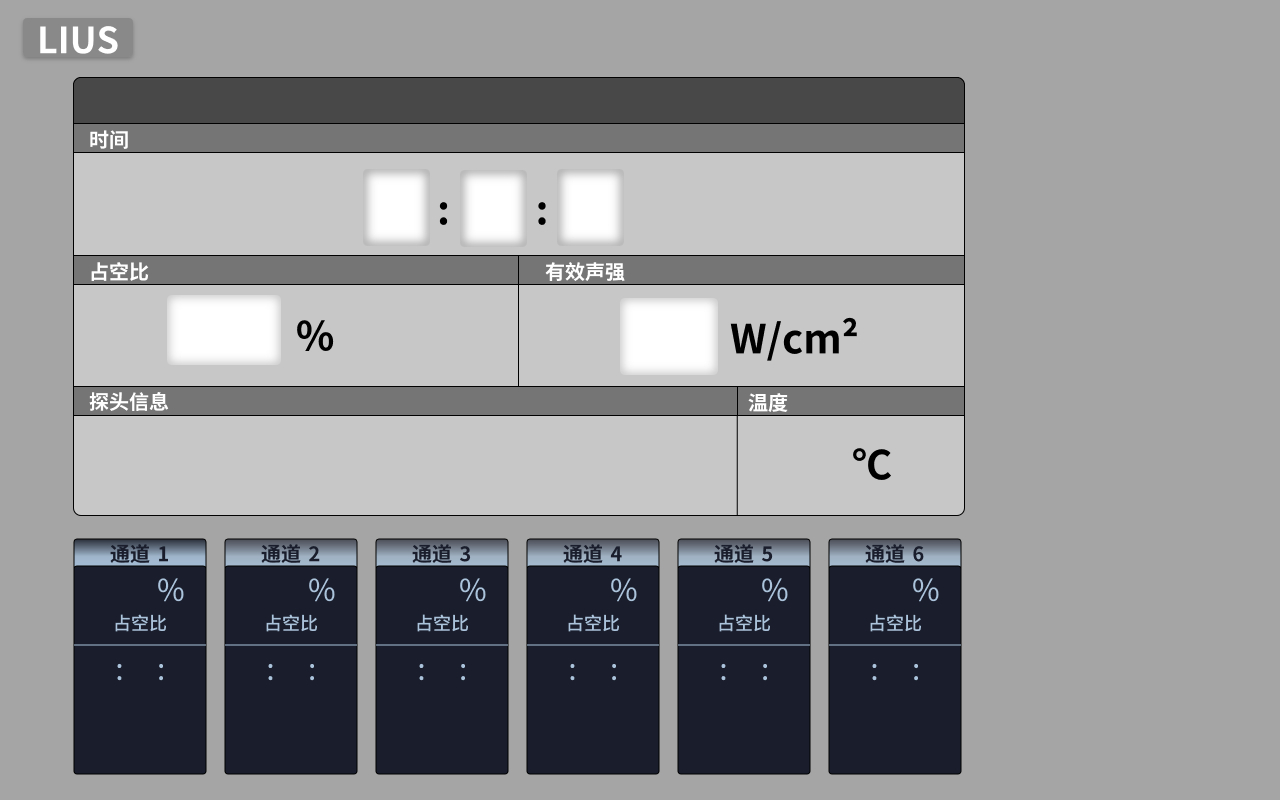 LIUS
时间
: :
占空比 有效声强
% W/cm²
探头信息 温度
℃
通道 1 通道 2 通道 3 通道 4 通道 5 通道 6
% % % % % %
占空比 占空比 占空比 占空比 占空比 占空比
: : : : : : : : : : : :